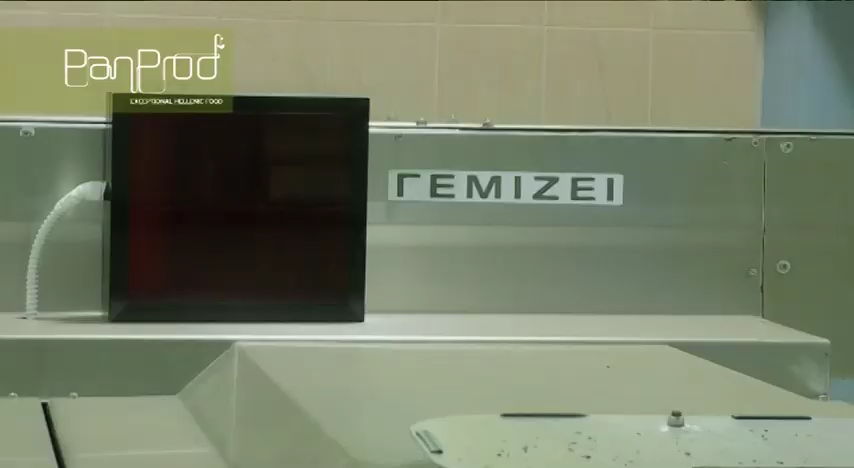 PanProd
EXCEPTIONAL HELLENIC FOOD
ΓΕΜΙΖΕΙ